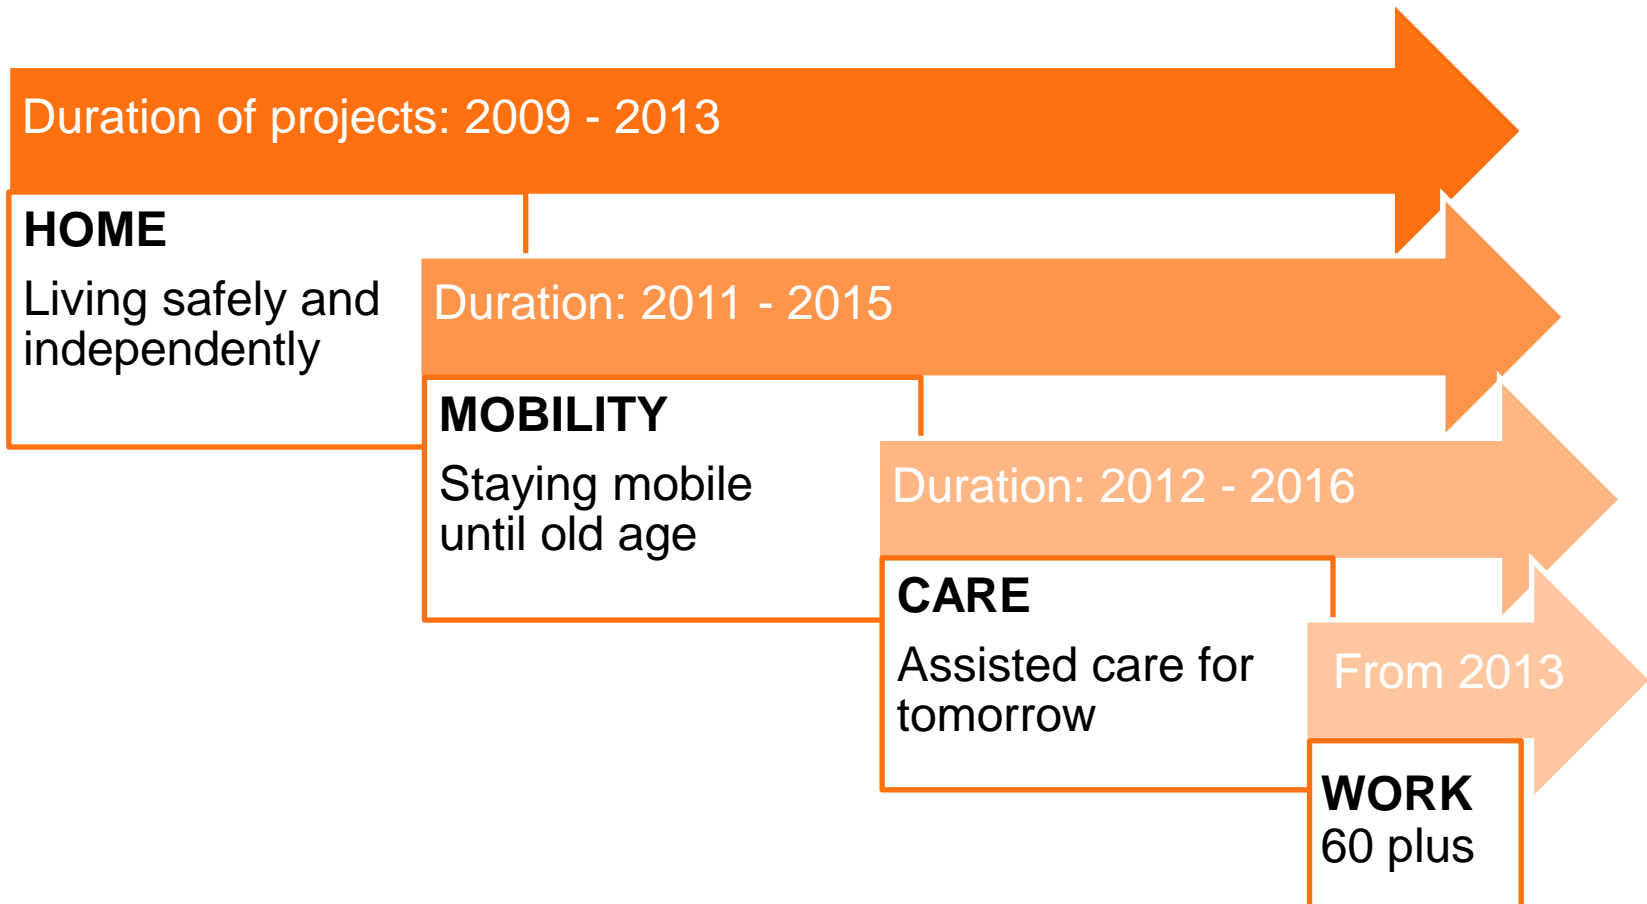 Duration of projects: 2009 - 2013
HOME
Living safely and
independently
Duration: 2011 - 2015
MOBILITY
Staying mobile
until old age
Duration: 2012 - 2016
CARE
Assisted care for
tomorrow
From 2013
WORK
60 plus